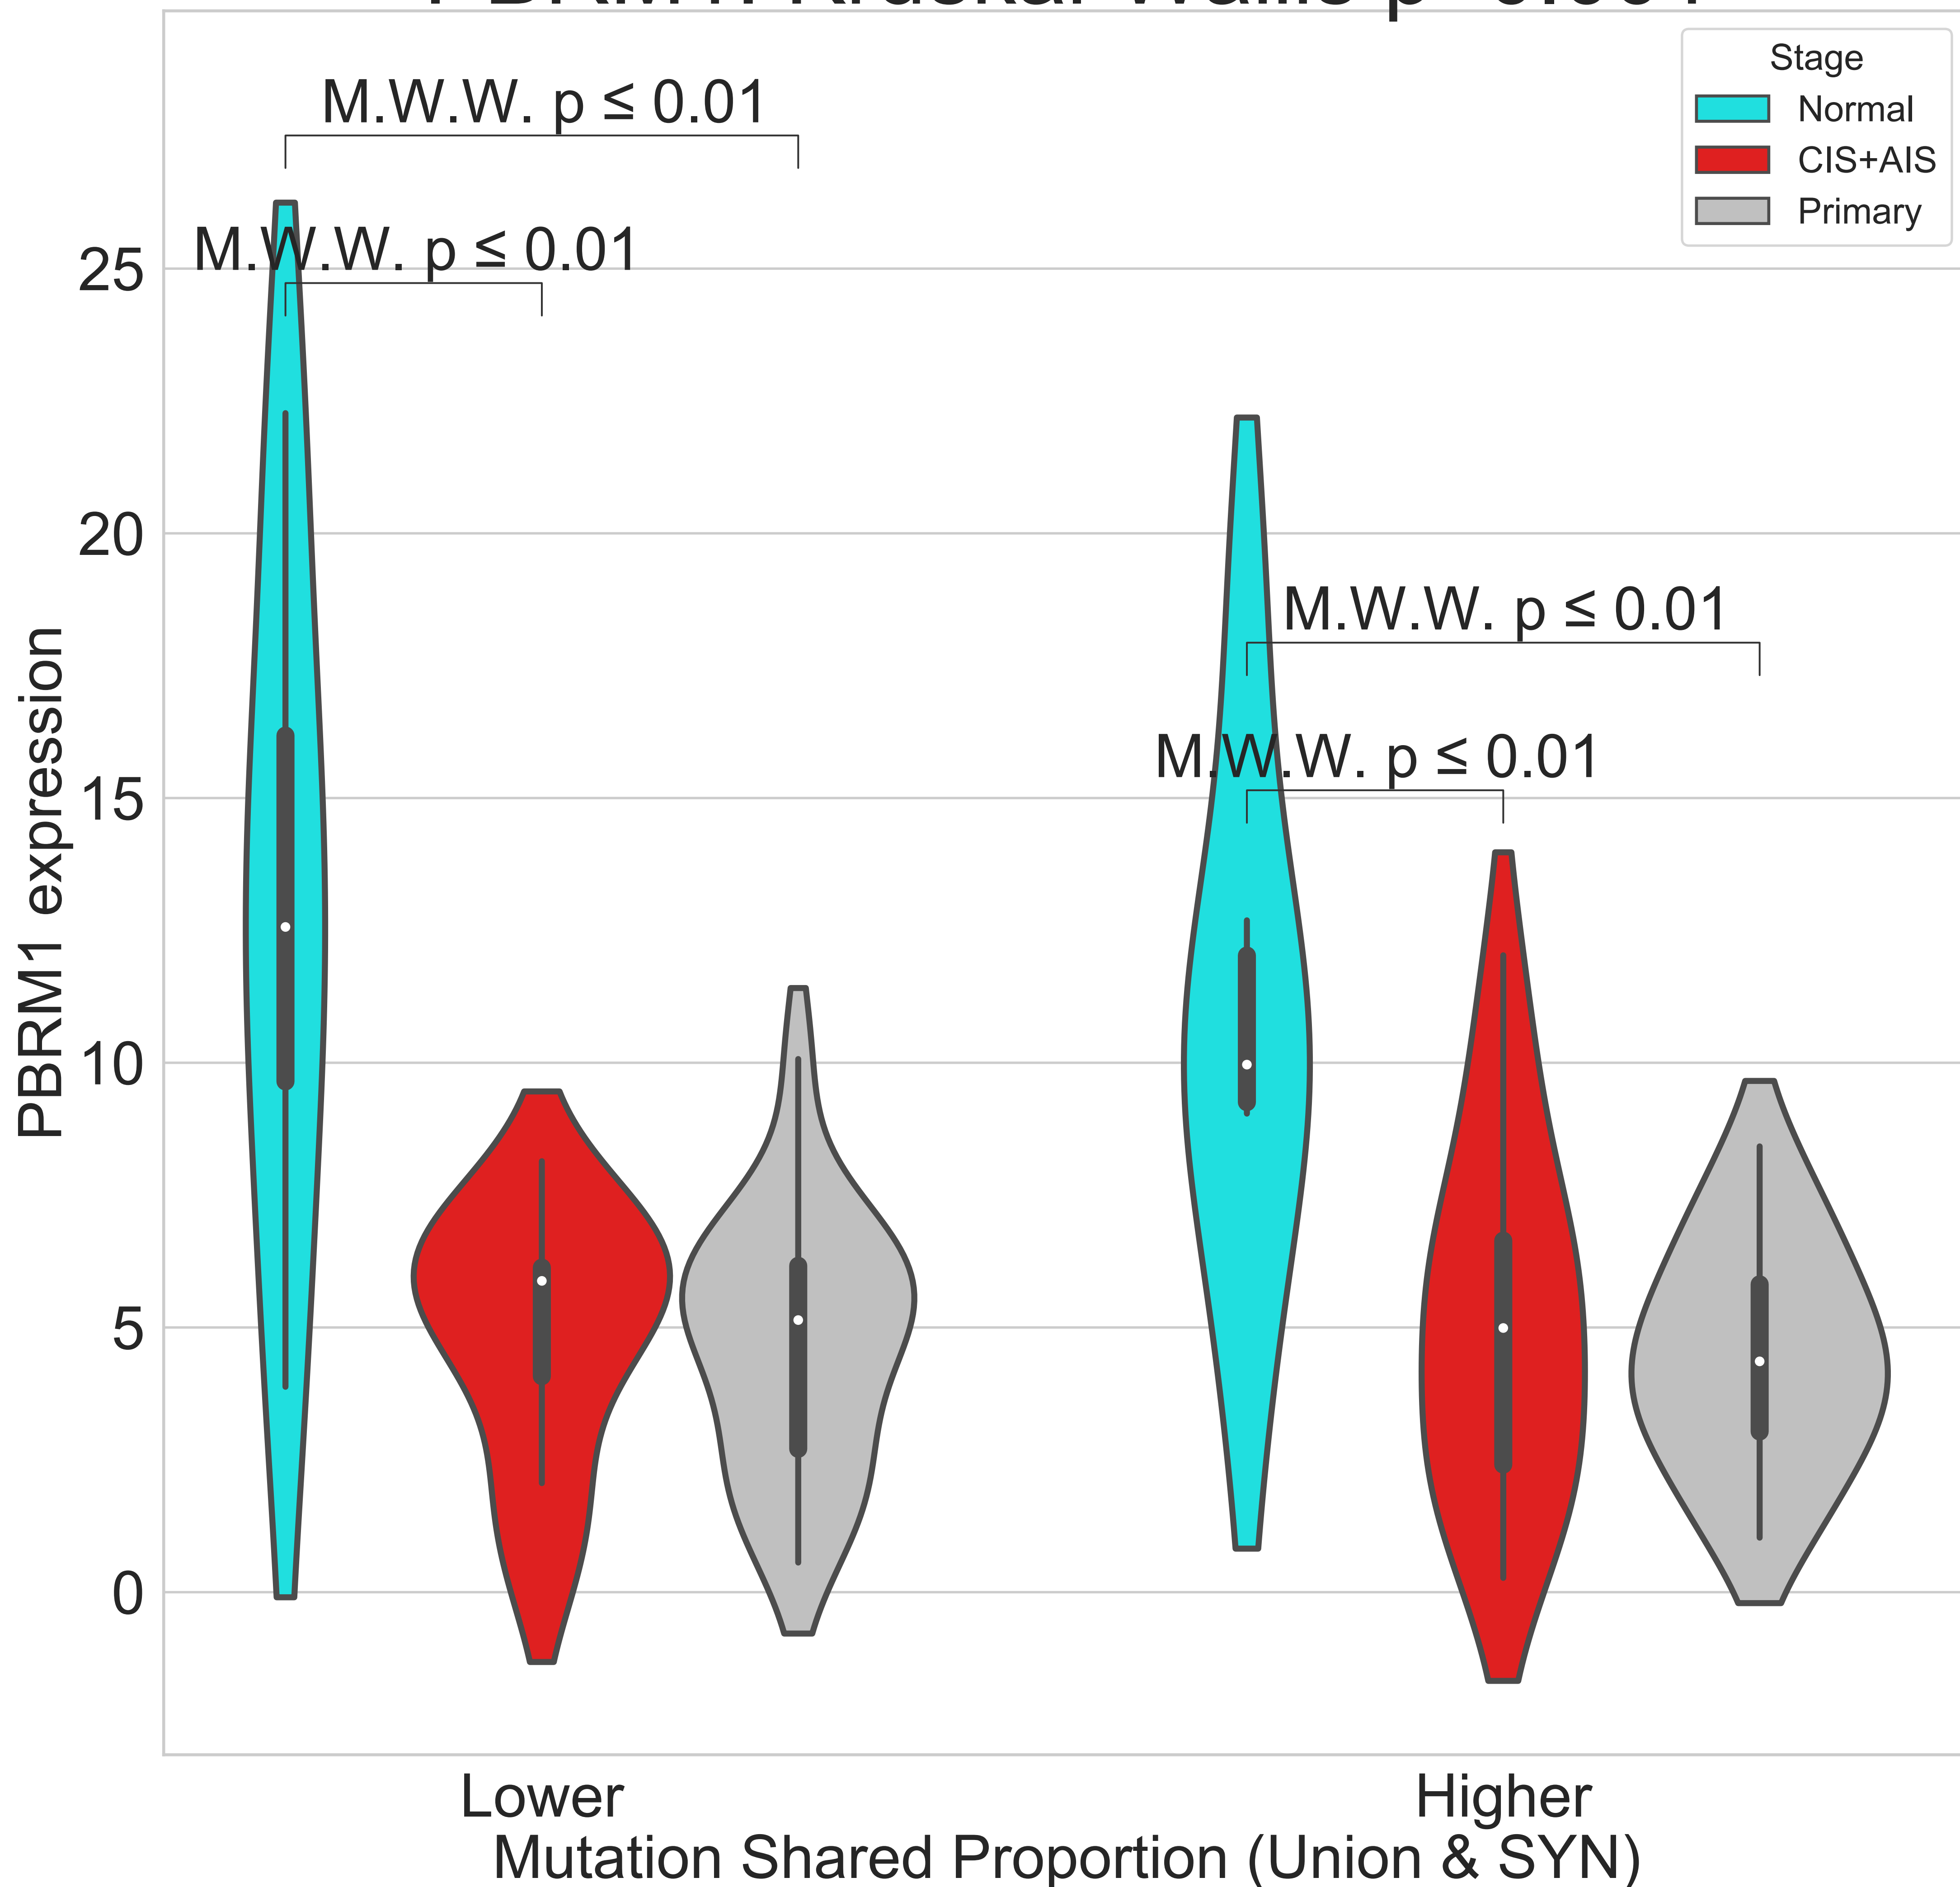 Stage
Normal
CIS+AIS
Primary
M.W.W. p ≤ 0.01
M.W.W. p ≤ 0.01
M.W.W. p ≤ 0.01
M.W.W. p ≤ 0.01
25
20
15
10
5
0
PBRM1 expression
Lower
Higher
Mutation Shared Proportion (Union & SYN)